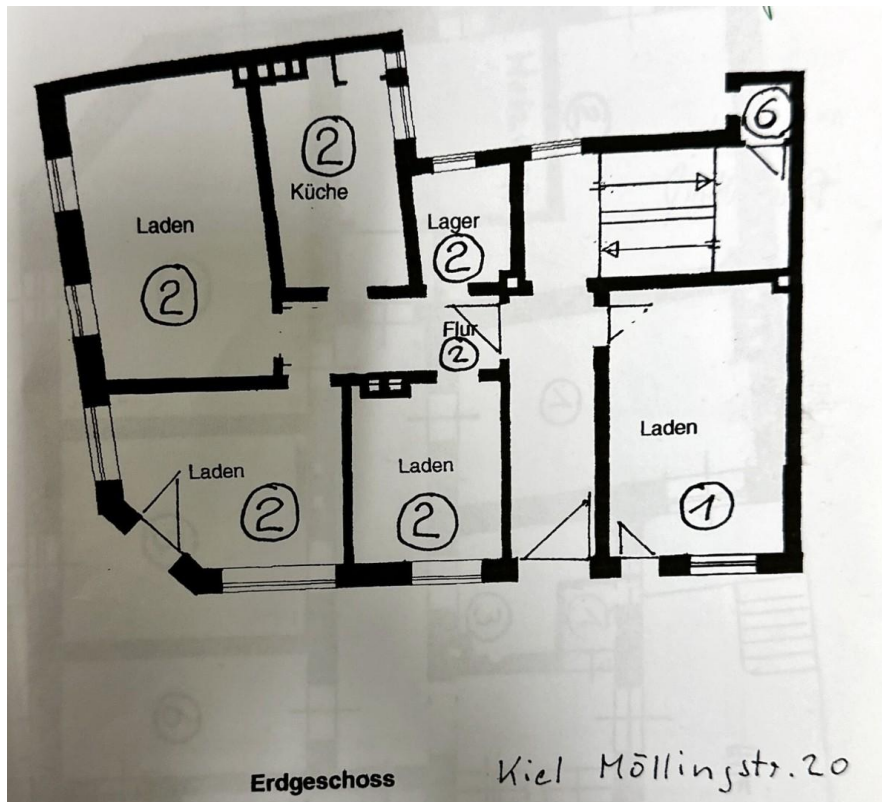 6
2
Küche
Laden
2
Lager
2
Flur
2
Laden
1
Laden
2
Laden
2
Erdgeschoss
Kiel Möllingstr. 20